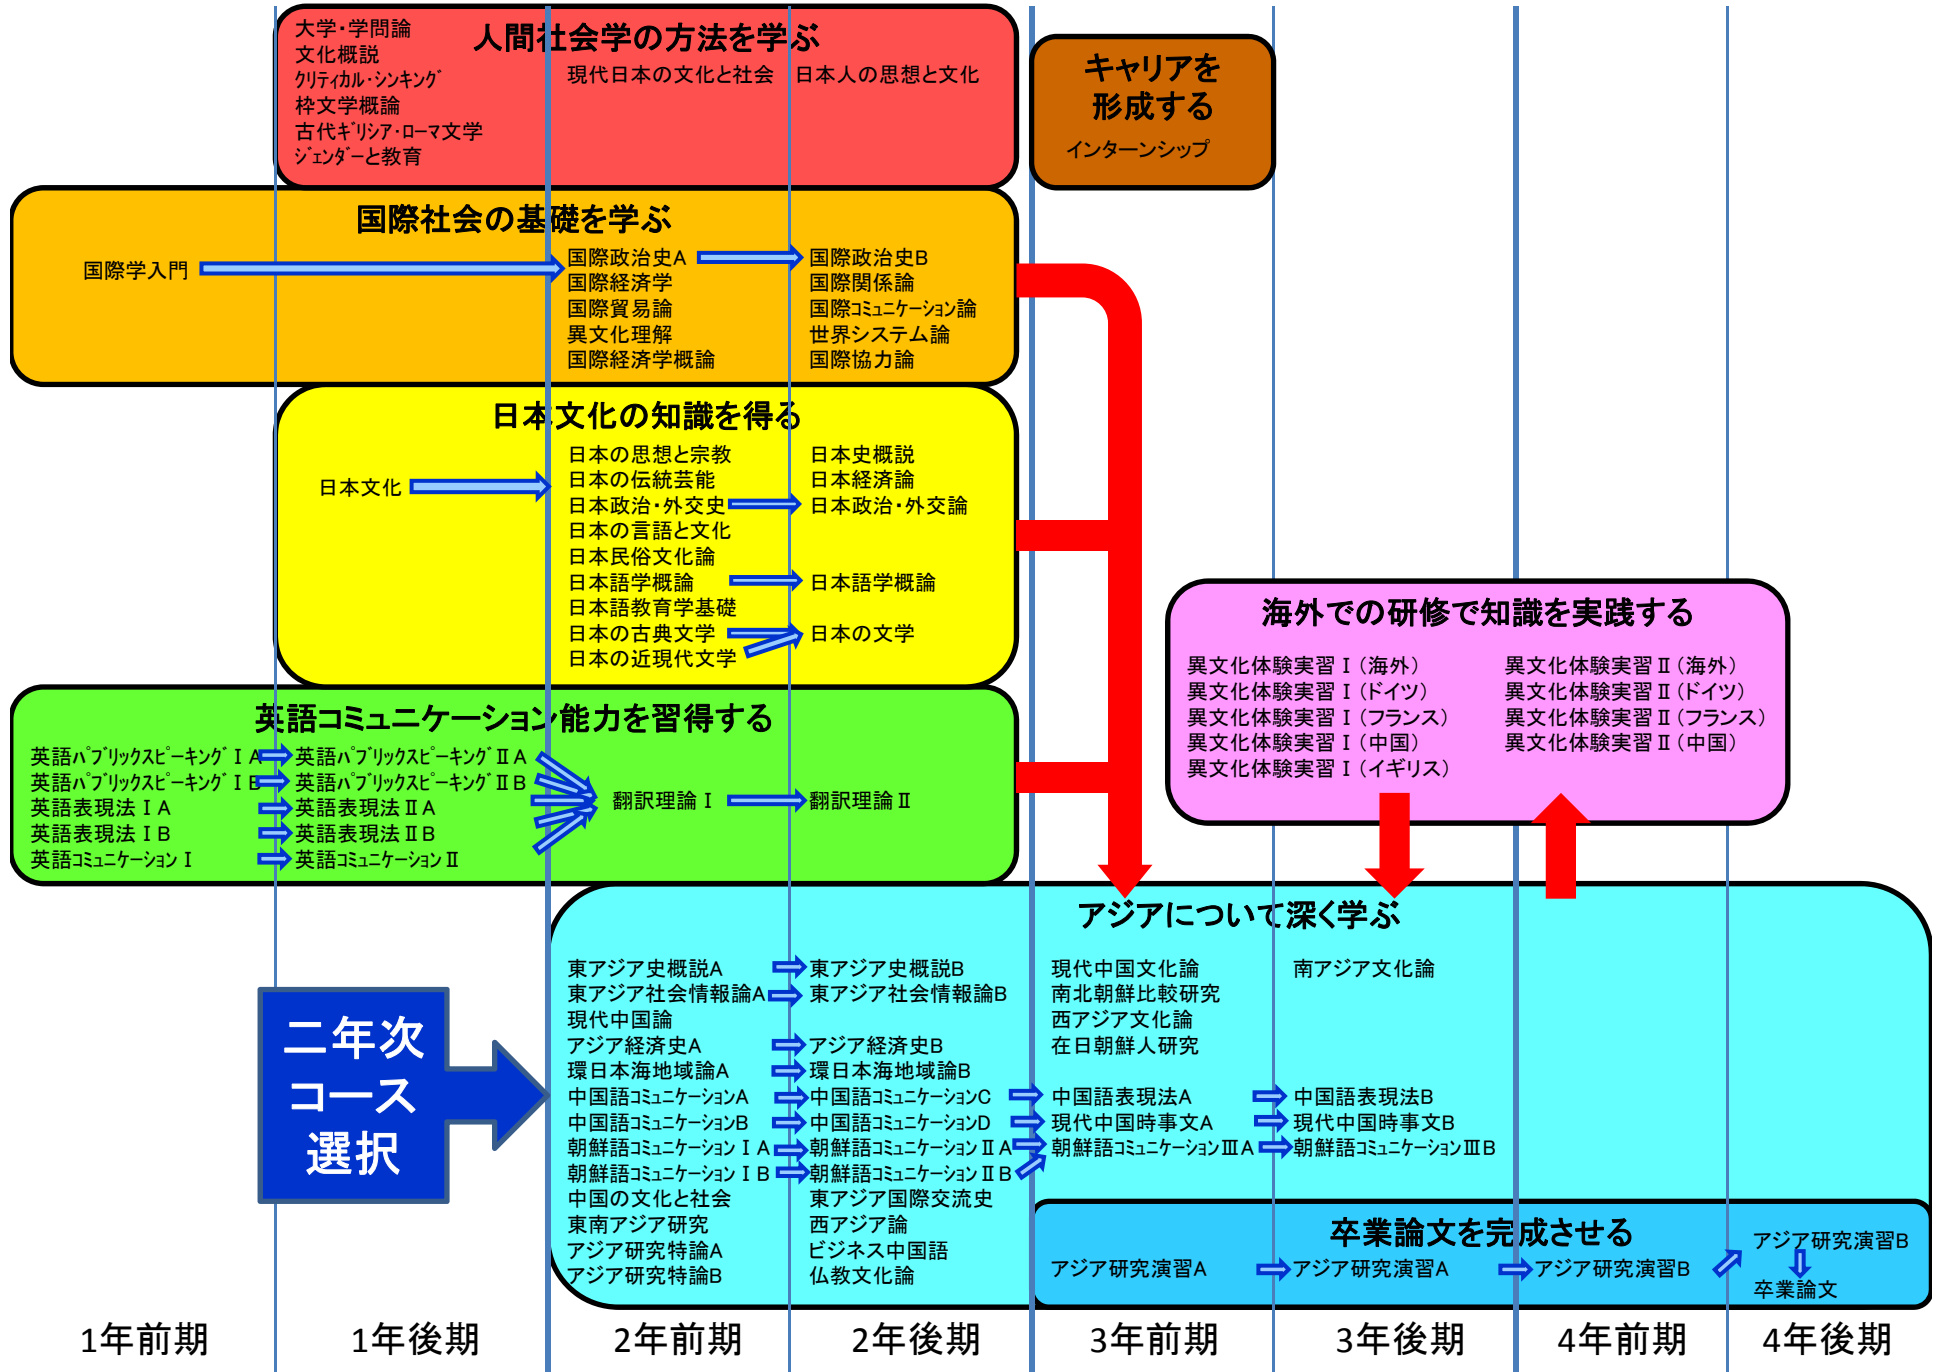 人間社会学の方法を学ぶ
大学・学問論
文化概説
クリティカル・シンキング
枠文学概論
古代ギリシア・ローマ文学
ジェンダーと教育
現代日本の文化と社会
日本人の思想と文化
キャリアを
形成する
インターンシップ
国際社会の基礎を学ぶ
国際学入門
国際政治史A
国際経済学
国際貿易論
異文化理解
国際経済学概論
国際政治史B
国際関係論
国際コミュニケーション論
世界システム論
国際協力論
日本文化の知識を得る
日本文化
日本の思想と宗教
日本の伝統芸能
日本政治・外交史
日本の言語と文化
日本民俗文化論
日本語学概論
日本語教育学基礎
日本の古典文学
日本の近現代文学
日本史概説
日本経済論
日本政治・外交論
日本語学概論
日本の文学
英語コミュニケーション能力を習得する
英語パブリックスピーキングⅠA
英語パブリックスピーキングⅠB
英語表現法ⅠA
英語表現法ⅠB
英語コミュニケーションⅠ
英語パブリックスピーキングⅡA
英語パブリックスピーキングⅡB
英語表現法ⅡA
英語表現法ⅡB
英語コミュニケーションⅡ
翻訳理論Ⅰ
翻訳理論Ⅱ
海外での研修で知識を実践する
異文化体験実習Ⅰ（海外）
異文化体験実習Ⅰ（ドイツ）
異文化体験実習Ⅰ（フランス）
異文化体験実習Ⅰ（中国）
異文化体験実習Ⅰ（イギリス）
異文化体験実習Ⅱ（海外）
異文化体験実習Ⅱ（ドイツ）
異文化体験実習Ⅱ（フランス）
異文化体験実習Ⅱ（中国）
二年次
コース
選択
アジアについて深く学ぶ
東アジア史概説A
東アジア社会情報論A
現代中国論
アジア経済史A
環日本海地域論A
中国語コミュニケーションA
中国語コミュニケーションB
朝鮮語コミュニケーションⅠA
朝鮮語コミュニケーションⅠB
中国の文化と社会
東南アジア研究
アジア研究特論A
アジア研究特論B
東アジア史概説B
東アジア社会情報論B
アジア経済史B
環日本海地域論B
中国語コミュニケーションC
中国語コミュニケーションD
朝鮮語コミュニケーションⅡA
朝鮮語コミュニケーションⅡB
東アジア国際交流史
西アジア論
ビジネス中国語
仏教文化論
現代中国文化論
南北朝鮮比較研究
西アジア文化論
在日朝鮮人研究
中国語表現法A
現代中国時事文A
朝鮮語コミュニケーションⅢA
南アジア文化論
中国語表現法B
現代中国時事文B
朝鮮語コミュニケーションⅢB
卒業論文を完成させる
アジア研究演習A
アジア研究演習A
アジア研究演習B
アジア研究演習B
卒業論文
1年前期
1年後期
2年前期
2年後期
3年前期
3年後期
4年前期
4年後期